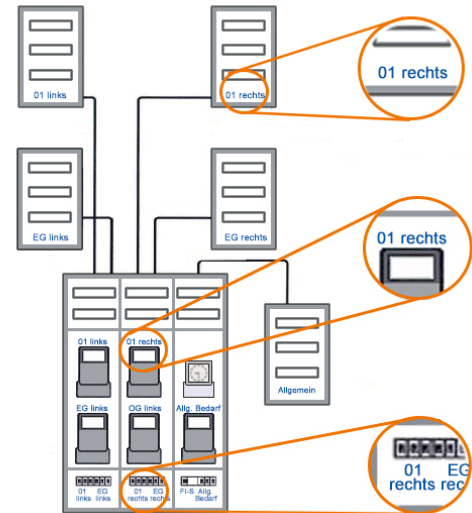 01 links
01 rechts
01 rechts
EG links
EG rechts
01 rechts
01 links
01 rechts
Allgemein
EG links
OG links
Allg. Bedarf
01 EG
links links
01 EG
rechts rechts
FI-S Allg.
Bedarf
01 EG
rechts rec